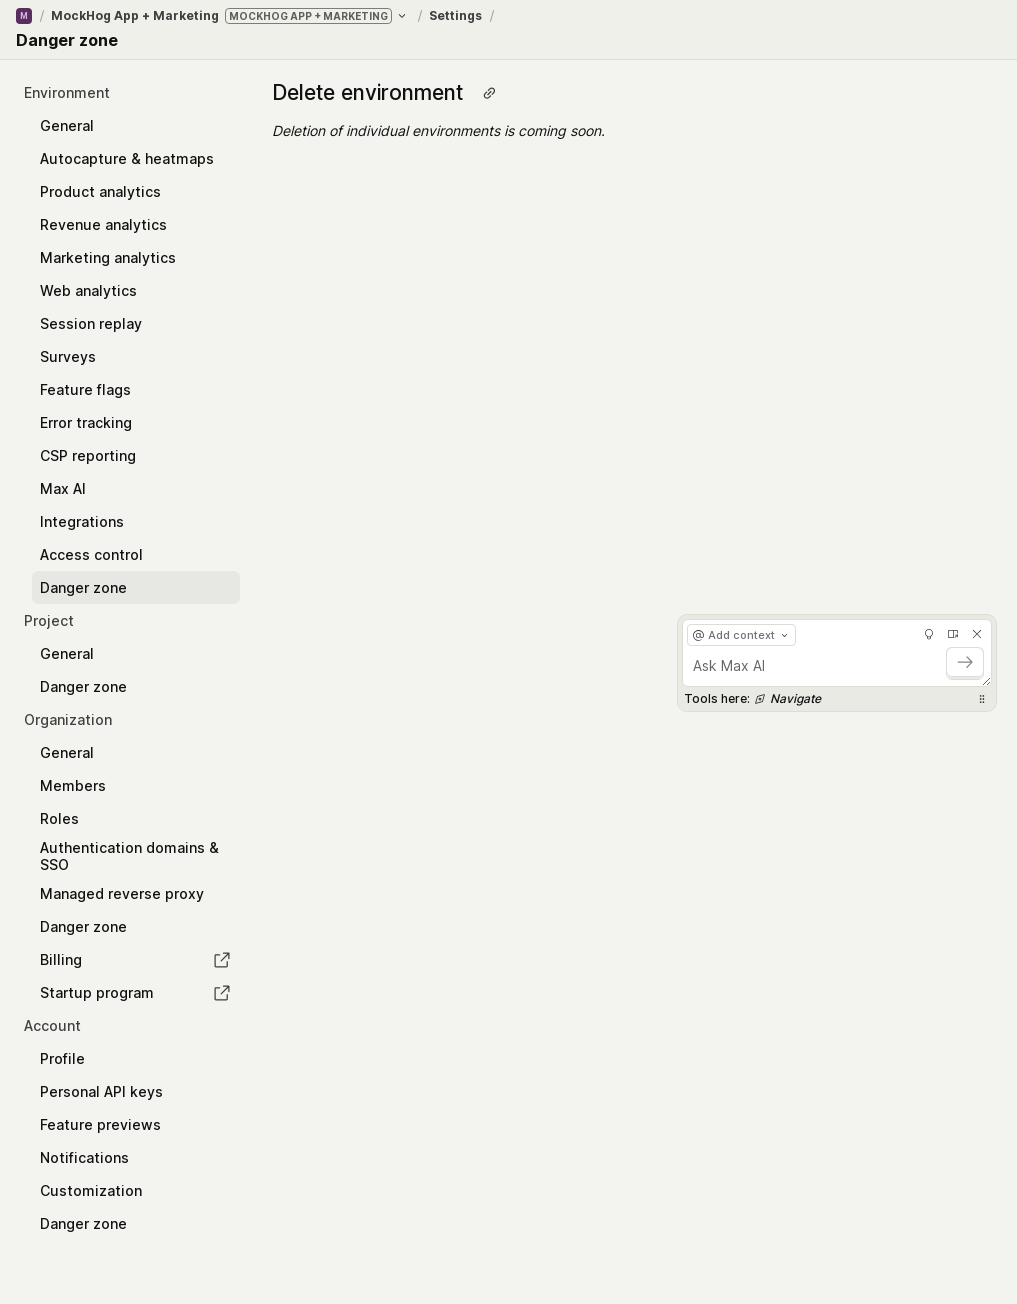 M / MockHog App + Marketing MOCKHOG APP + MARKETING / Settings /
Danger zone
Environment
General
Autocapture & heatmaps
Product analytics
Revenue analytics
Marketing analytics
Web analytics
Session replay
Surveys
Feature flags
Error tracking
CSP reporting
Max AI
Integrations
Access control
Danger zone
Project
General
Danger zone
Organization
General
Members
Roles
Authentication domains &
SSO
Managed reverse proxy
Danger zone
Billing
Startup program
Account
Profile
Personal API keys
Feature previews
Notifications
Customization
Danger zone
Delete environment
Deletion of individual environments is coming soon.
@ Add context
Ask Max AI
Tools here: Navigate